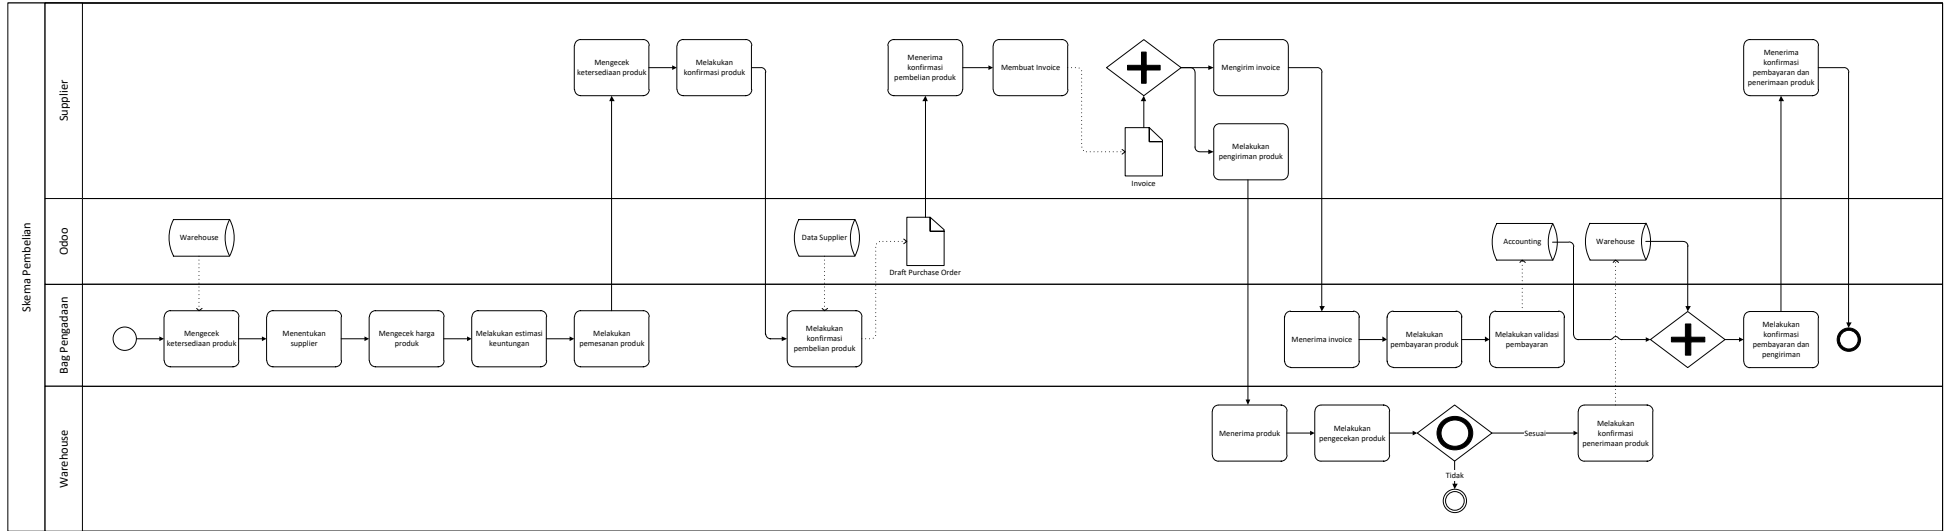 Skema Pembelian
Supplier
Mengecek
ketersediaan produk
Melakukan
konfirmasi produk
Menerima
konfirmasi
pembelian produk
Membuat Invoice
Invoice
Mengirim invoice
Melakukan
pengiriman produk
Menerima
konfirmasi
pembayaran dan
penerimaan produk
Odoo
Warehouse
Data Supplier
Draft Purchase Order
Accounting
Warehouse
Bag Pengadaan
Mengecek
ketersediaan produk
Menentukan
supplier
Mengecek harga
produk
Melakukan estimasi
keuntungan
Melakukan
pemesanan produk
Melakukan
konfirmasi
pembelian produk
Menerima invoice
Melakukan
pembayaran produk
Melakukan validasi
pembayaran
Melakukan
konfirmasi
pembayaran dan
pengiriman
Warehouse
Menerima produk
Melakukan
pengecekan produk
Sesuai
Tidak
Melakukan
konfirmasi
penerimaan produk